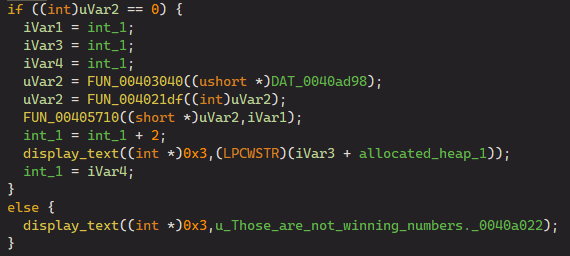 if ((int)uVar2 == 0) {
iVar1 = int_1;
iVar3 = int_1;
iVar4 = int_1;
uVar2 = FUN_00403040((ushort *)DAT_0040ad98);
uVar2 = FUN_004021df((int)uVar2);
FUN_00405710((short *)uVar2,iVar1);
int_1 = int_1 + 2;
display_text((int *)0x3,(LPCWSTR)(iVar3 + allocated_heap_1));
int_1 = iVar4;
}
else {
display_text((int *)0x3,u_Those_are_not_winning_numbers._0040a022);
}